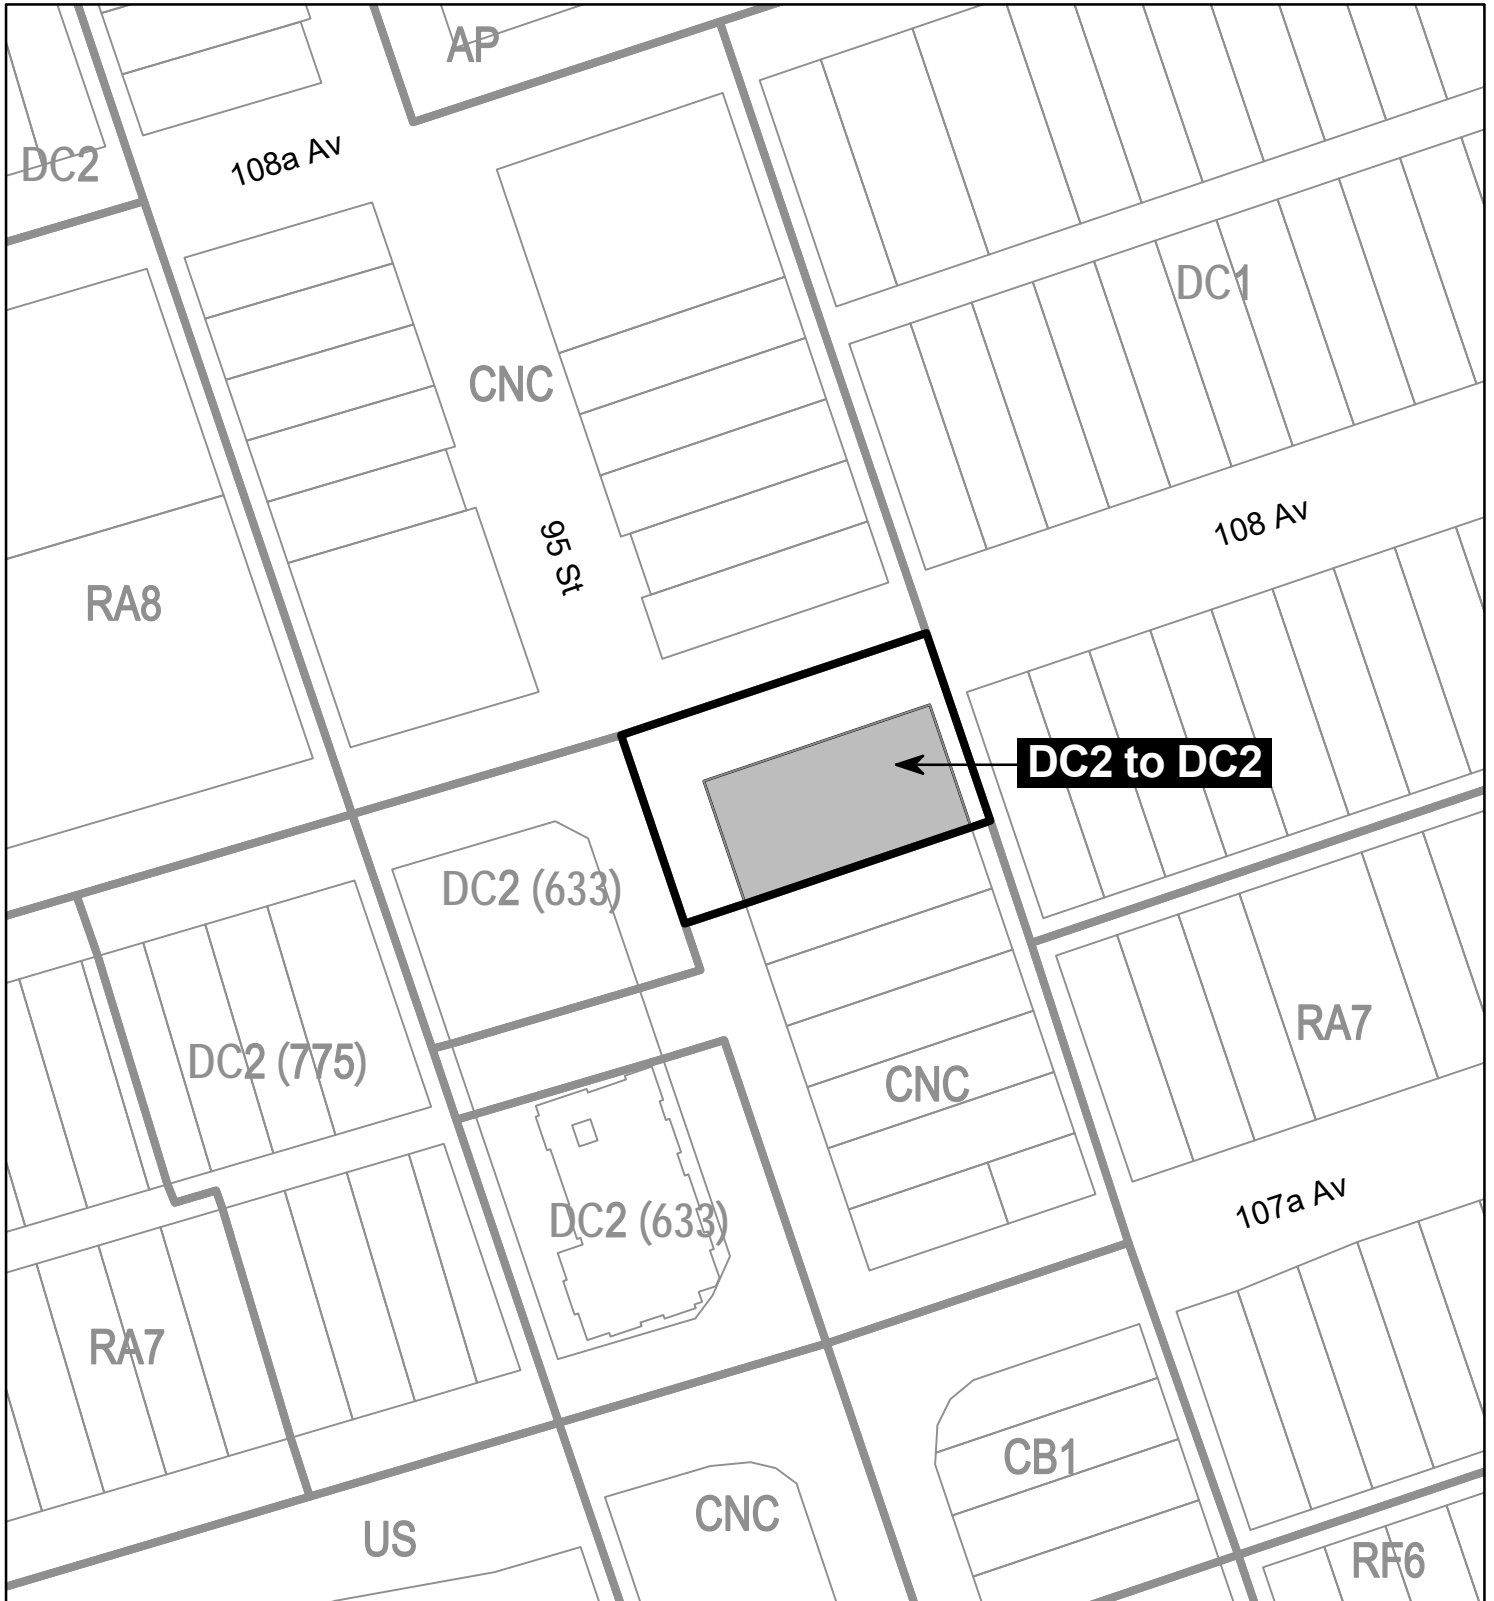 AP
DC2
108a Av
DC1
CNC
95 St
108 Av
RA8
DC2 to DC2
DC2 (633)
DC2 (775)
RA7
CNC
DC2 (633)
107a Av
RA7
CB1
CNC
US
RF6